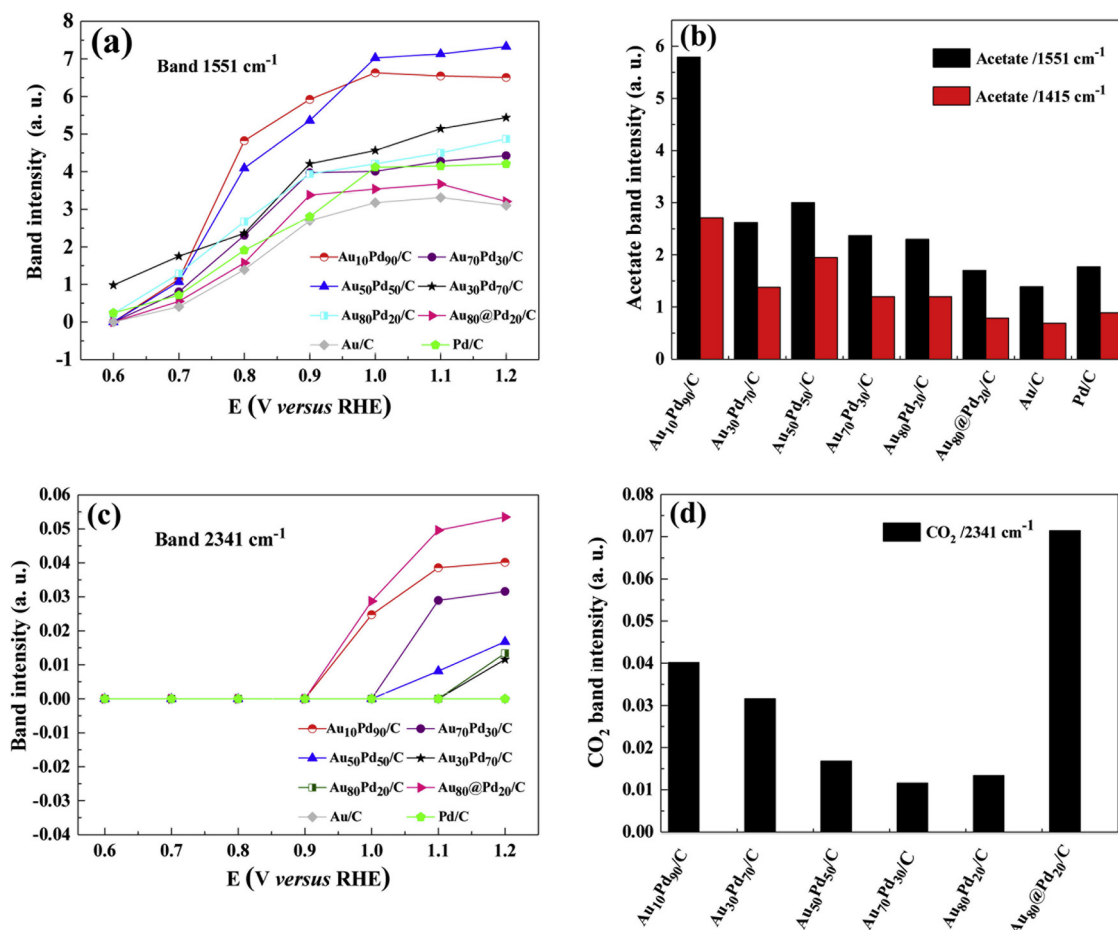 (a)
Band 1551 cm⁻¹
Band intensity (a. u.)
8
7
6
5
4
3
2
1
0
-1
Au₁₀Pd₉₀/C
Au₇₀Pd₃₀/C
Au₅₀Pd₅₀/C
Au₃₀Pd₇₀/C
Au₈₀Pd₂₀/C
Au₈₀@Pd₂₀/C
Au/C
Pd/C
0.6 0.7 0.8 0.9 1.0 1.1 1.2
E (V versus RHE)
(b)
Acetate /1551 cm⁻¹
Acetate /1415 cm⁻¹
Acetate band intensity (a. u.)
6
5
4
3
2
1
0
Au₁₀Pd₉₀/C
Au₃₀Pd₇₀/C
Au₅₀Pd₅₀/C
Au₇₀Pd₃₀/C
Au₈₀Pd₂₀/C
Au₈₀@Pd₂₀/C
Au/C
Pd/C
(c)
Band 2341 cm⁻¹
Band intensity (a. u.)
0.06
0.05
0.04
0.03
0.02
0.01
0.00
-0.01
-0.02
-0.03
-0.04
Au₁₀Pd₉₀/C
Au₇₀Pd₃₀/C
Au₅₀Pd₅₀/C
Au₃₀Pd₇₀/C
Au₈₀Pd₂₀/C
Au₈₀@Pd₂₀/C
Au/C
Pd/C
0.6 0.7 0.8 0.9 1.0 1.1 1.2
E (V versus RHE)
(d)
CO₂ /2341 cm⁻¹
CO₂ band intensity (a. u.)
0.08
0.07
0.06
0.05
0.04
0.03
0.02
0.01
0.00
Au₁₀Pd₉₀/C
Au₃₀Pd₇₀/C
Au₅₀Pd₅₀/C
Au₇₀Pd₃₀/C
Au₈₀Pd₂₀/C
Au₈₀@Pd₂₀/C